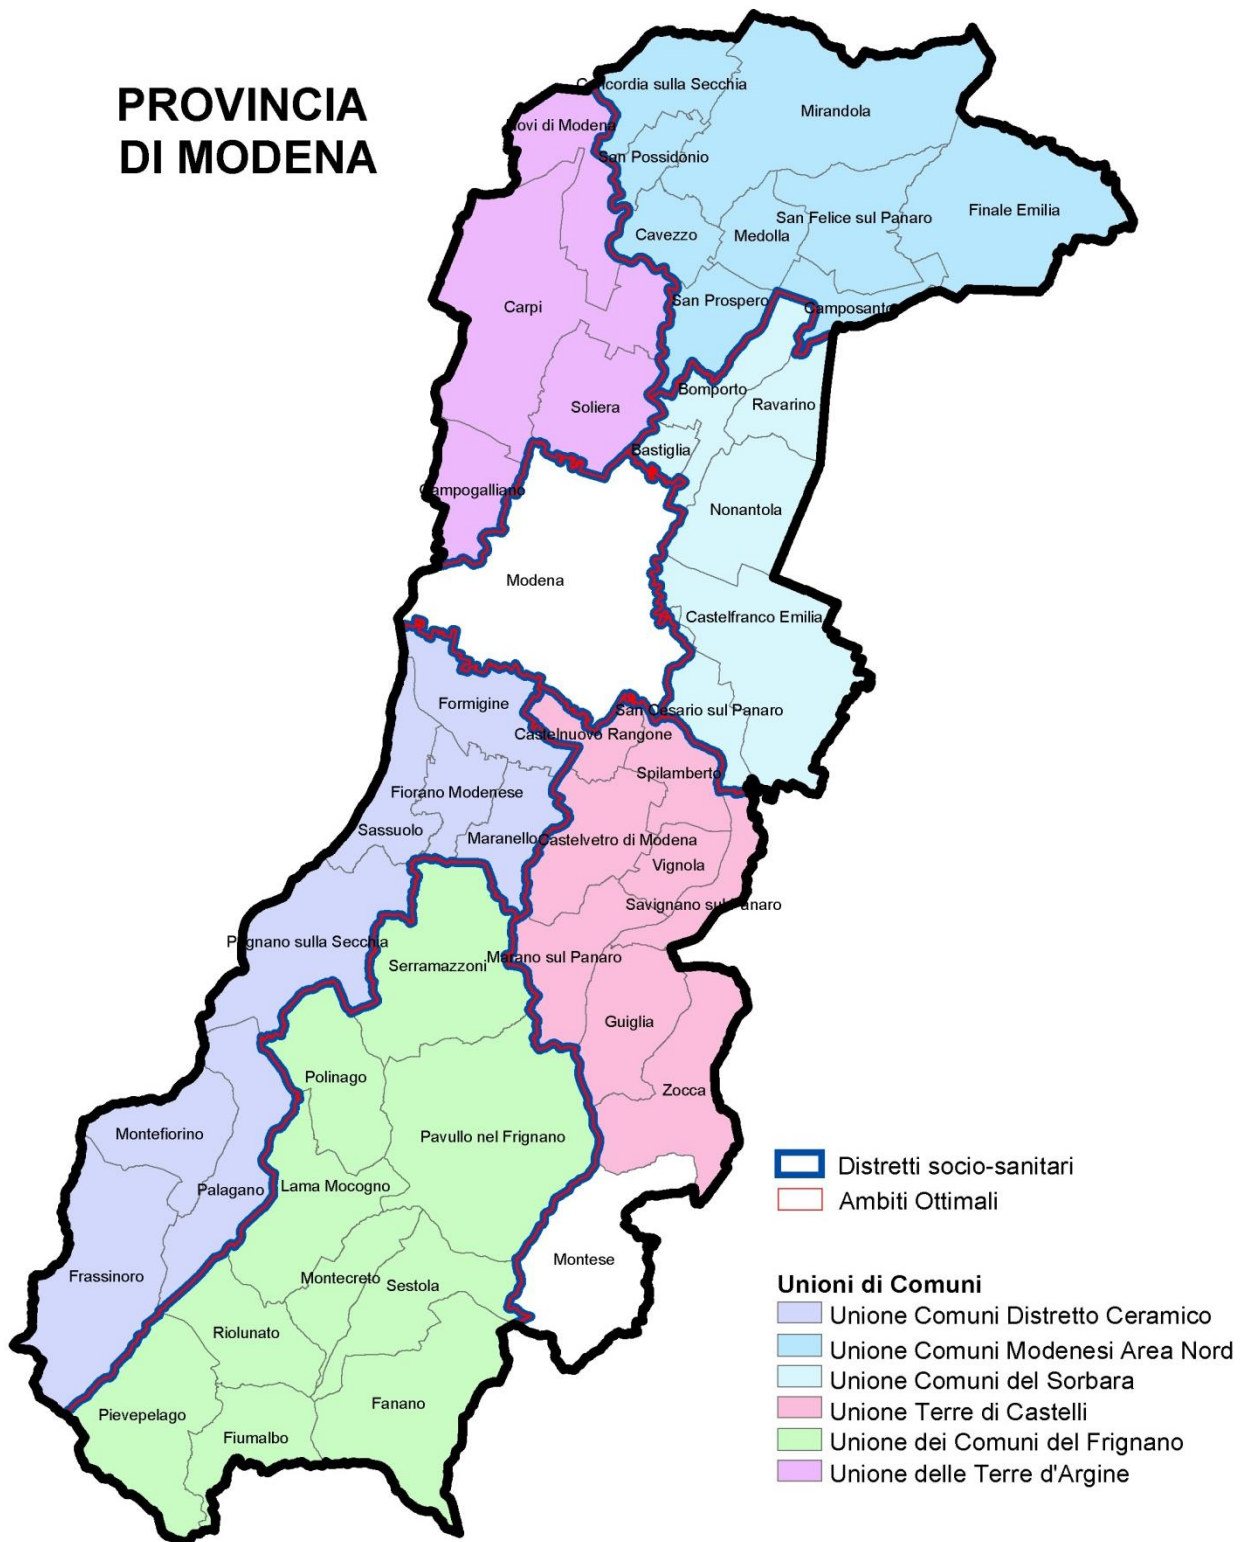 PROVINCIA
DI MODENA
Concordia sulla Secchia
Mirandola
Novi di Modena
San Possidonio
San Felice sul Panaro
Finale Emilia
Cavezzo
Medolla
San Prospero
Camposanto
Carpi
Bomporto
Ravarino
Soliera
Bastiglia
Campogalliano
Nonantola
Modena
Castelfranco Emilia
Formigine
San Cesario sul Panaro
Castelnuovo Rangone
Spilamberto
Fiorano Modenese
Sassuolo
Maranello
Castelvetro di Modena
Vignola
Savignano sul Panaro
Prignano sulla Secchia
Marano sul Panaro
Serramazzoni
Guiglia
Polinago
Zocca
Montefiorino
Pavullo nel Frignano
Palagano
Lama Mocogno
Montese
Frassinoro
Montecreto
Sestola
Riolunato
Pievepelago
Fanano
Fiumalbo
Distretti socio-sanitari
Ambiti Ottimali
Unioni di Comuni
Unione Comuni Distretto Ceramico
Unione Comuni Modenesi Area Nord
Unione Comuni del Sorbara
Unione Terre di Castelli
Unione dei Comuni del Frignano
Unione delle Terre d'Argine